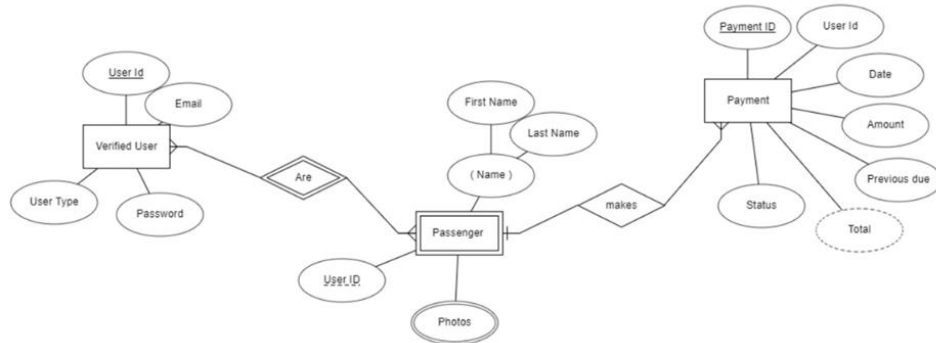 Payment ID
User Id
User Id
Email
First Name
Date
Payment
Last Name
Amount
Verified User
Are
( Name )
Previous due
User Type
Password
makes
Status
Total
Passenger
User ID
Photos